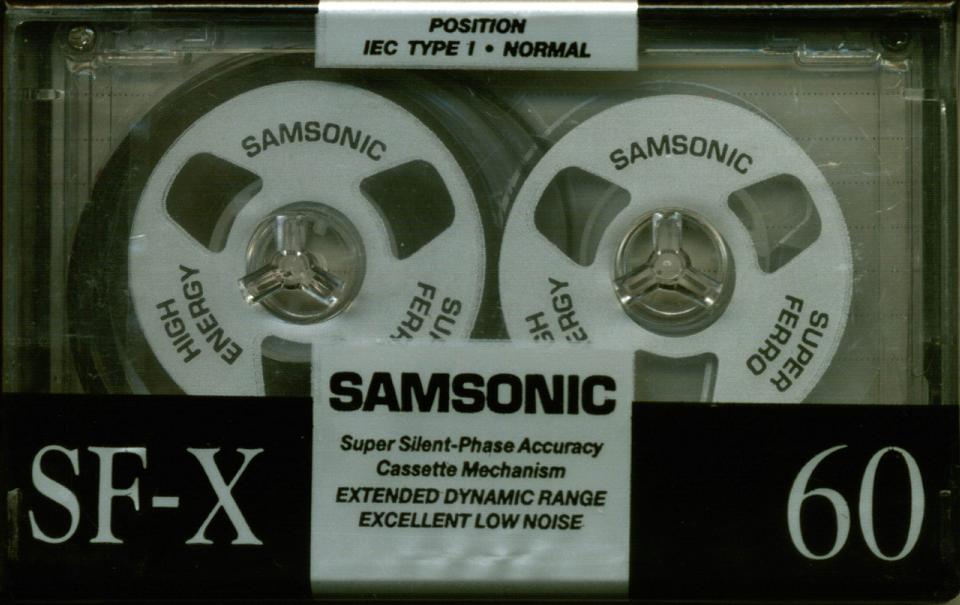 POSITION
IEC TYPE I • NORMAL
SAMSONIC
HIGH
ENERGY
SAMSONIC
SUPER
FERRO
SAMSONIC
Super Silent-Phase Accuracy
Cassette Mechanism
EXTENDED DYNAMIC RANGE
EXCELLENT LOW NOISE
SF-X
60